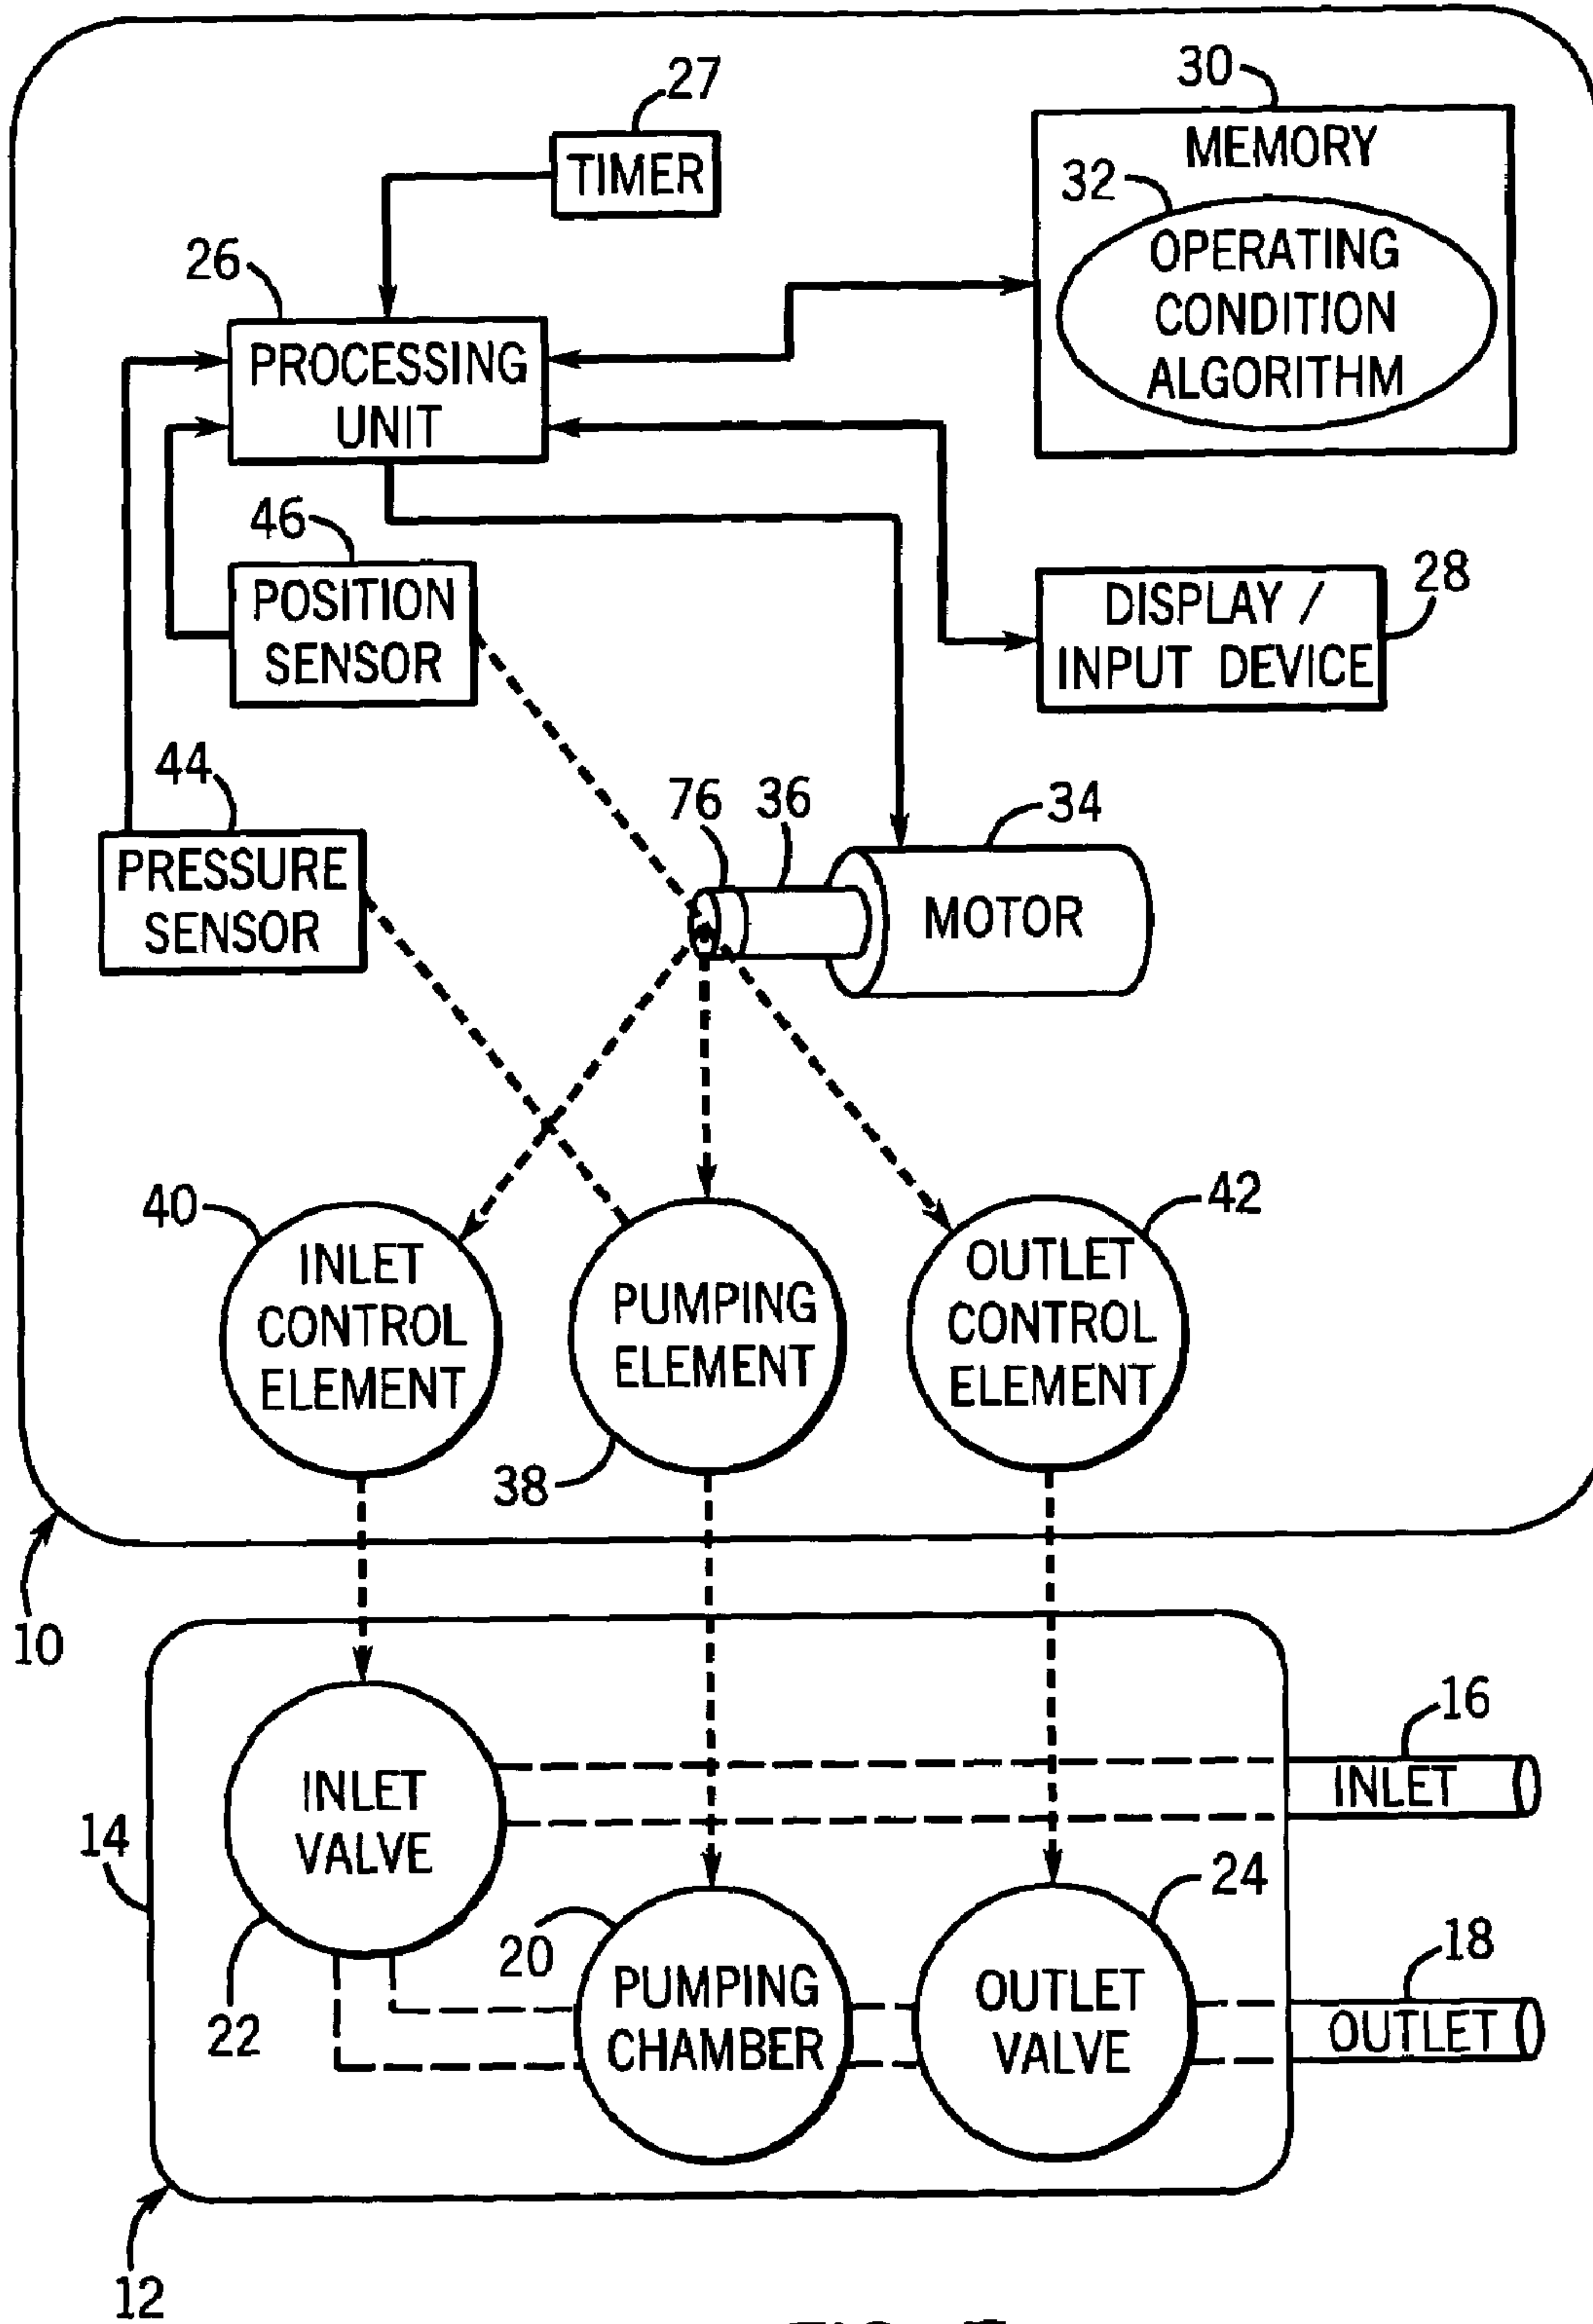 27
30
TIMER
MEMORY
32
OPERATING
CONDITION
ALGORITHM
26
PROCESSING
UNIT
46
POSITION
SENSOR
DISPLAY /
INPUT DEVICE
28
44
PRESSURE
SENSOR
76
36
34
MOTOR
40
INLET
CONTROL
ELEMENT
PUMPING
ELEMENT
38
OUTLET
CONTROL
ELEMENT
42
10
16
INLET
INLET
VALVE
14
22
24
20
PUMPING
CHAMBER
OUTLET
VALVE
18
OUTLET
12